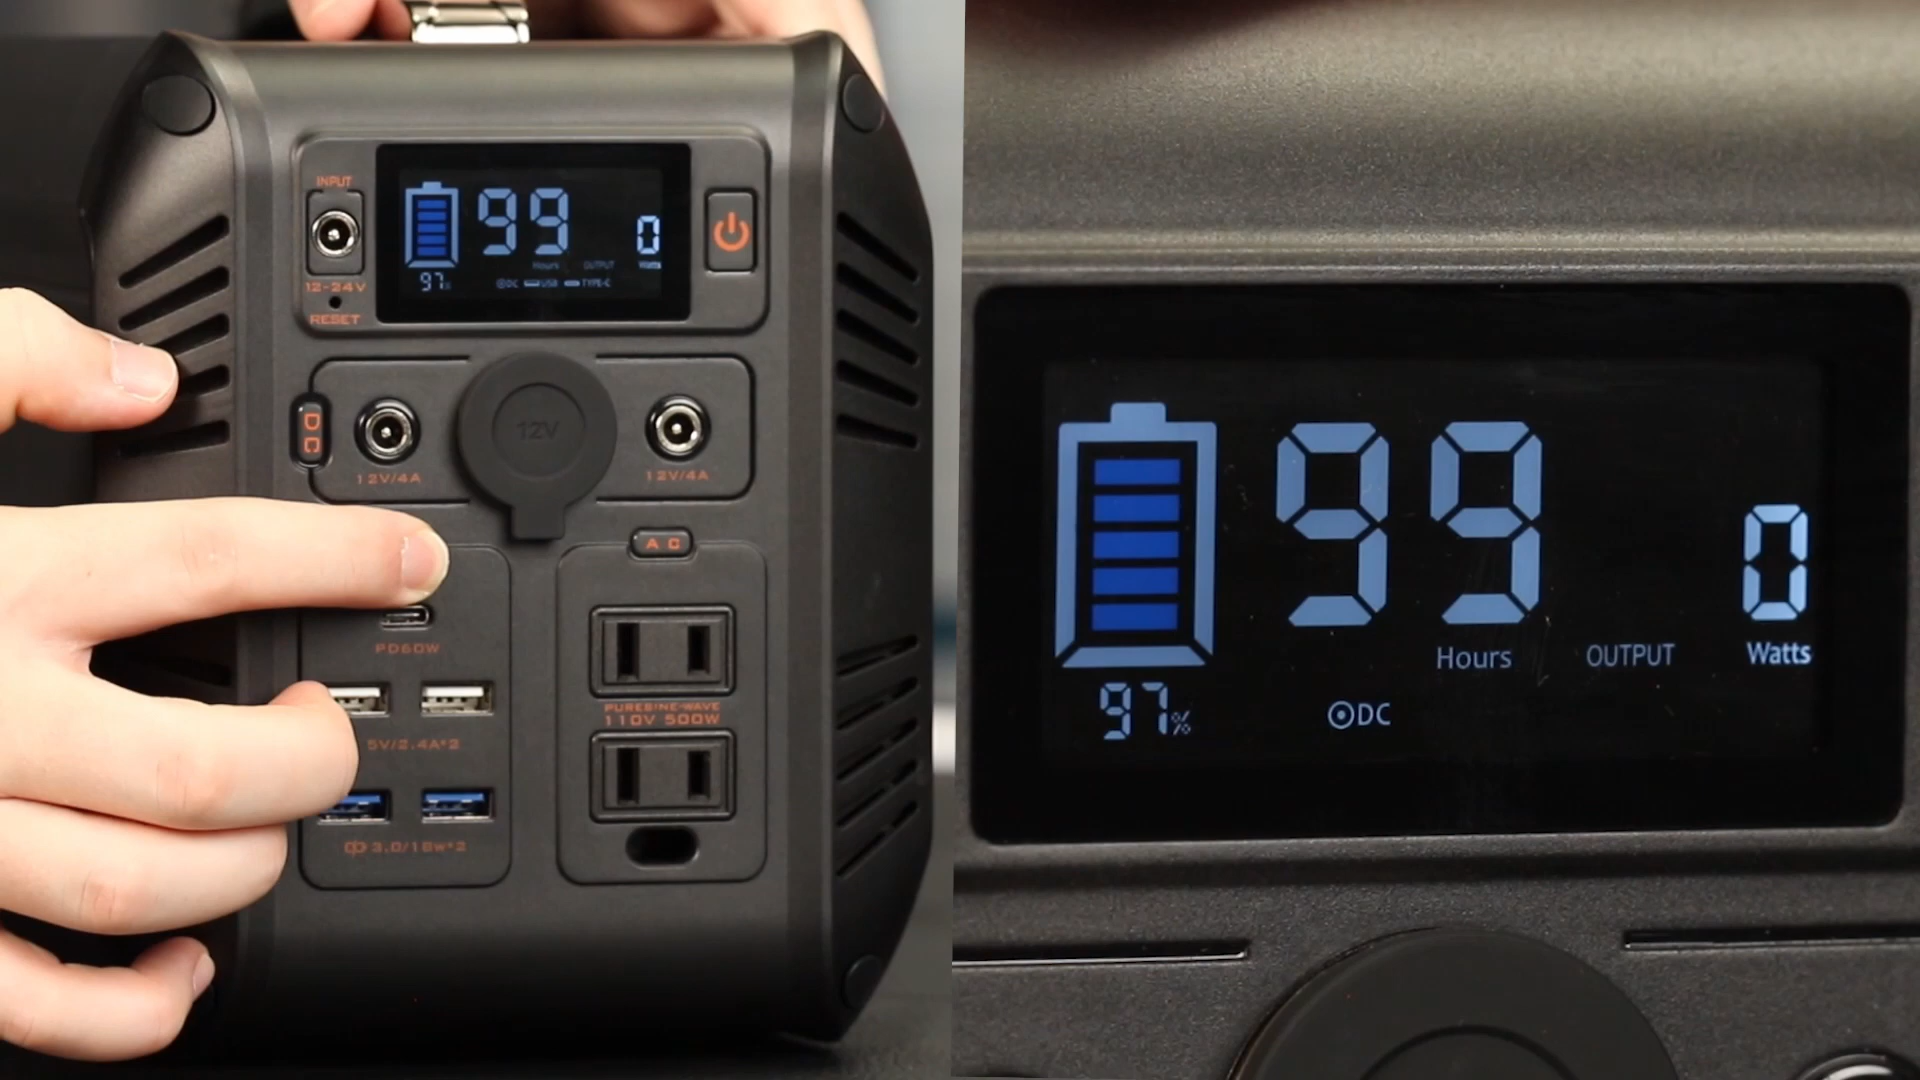 INPUT
12-24V
RESET
99
Hours
OUTPUT
0
Watts
97%
DC USB TYPE-C
DC
12V/4A
12V
12V/4A
AC
PD60W
5V/2.4A*2
3.0/18W*2
PURESINE-WAVE
110V 500W
99
Hours
OUTPUT
0
Watts
97%
DC